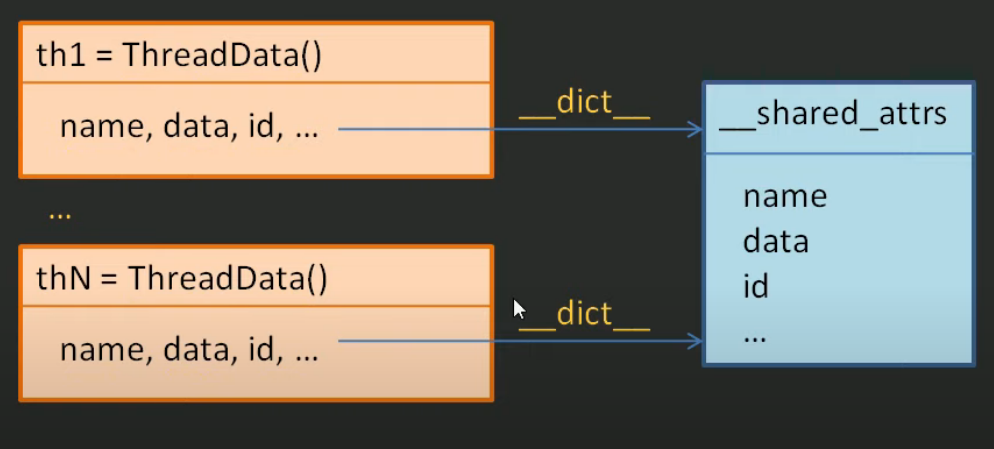 th1 = ThreadData()
name, data, id, ...
__dict__
__shared_attrs
name
data
id
...
...
thN = ThreadData()
name, data, id, ...
__dict__